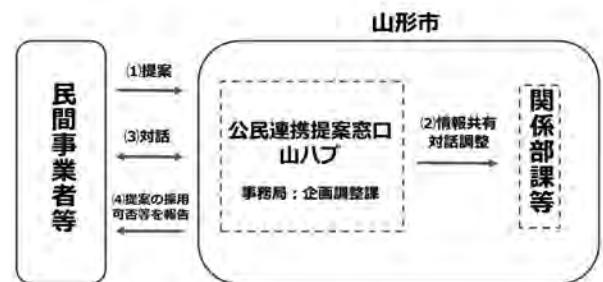 山形市
民間事業者等
(1)提案
(3)対話
(4)提案の採用
可否等を報告
公民連携提案窓口
山ハブ
事務局：企画調整課
(2)情報共有
対話調整
関係部課等